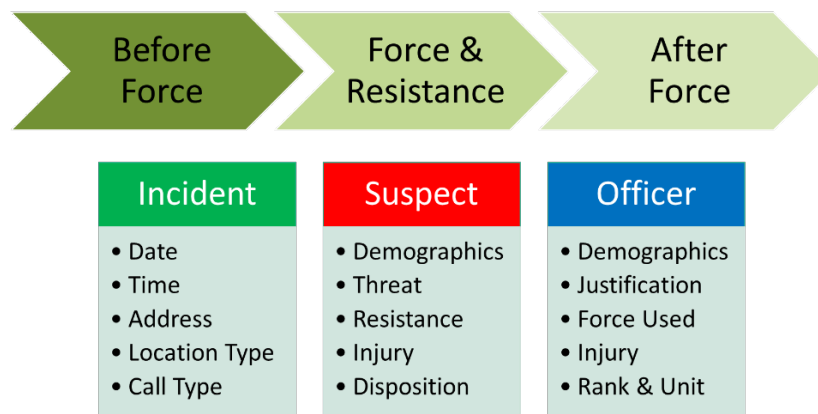 Before
Force
Force &
Resistance
After
Force
Incident
• Date
• Time
• Address
• Location Type
• Call Type
Suspect
• Demographics
• Threat
• Resistance
• Injury
• Disposition
Officer
• Demographics
• Justification
• Force Used
• Injury
• Rank & Unit